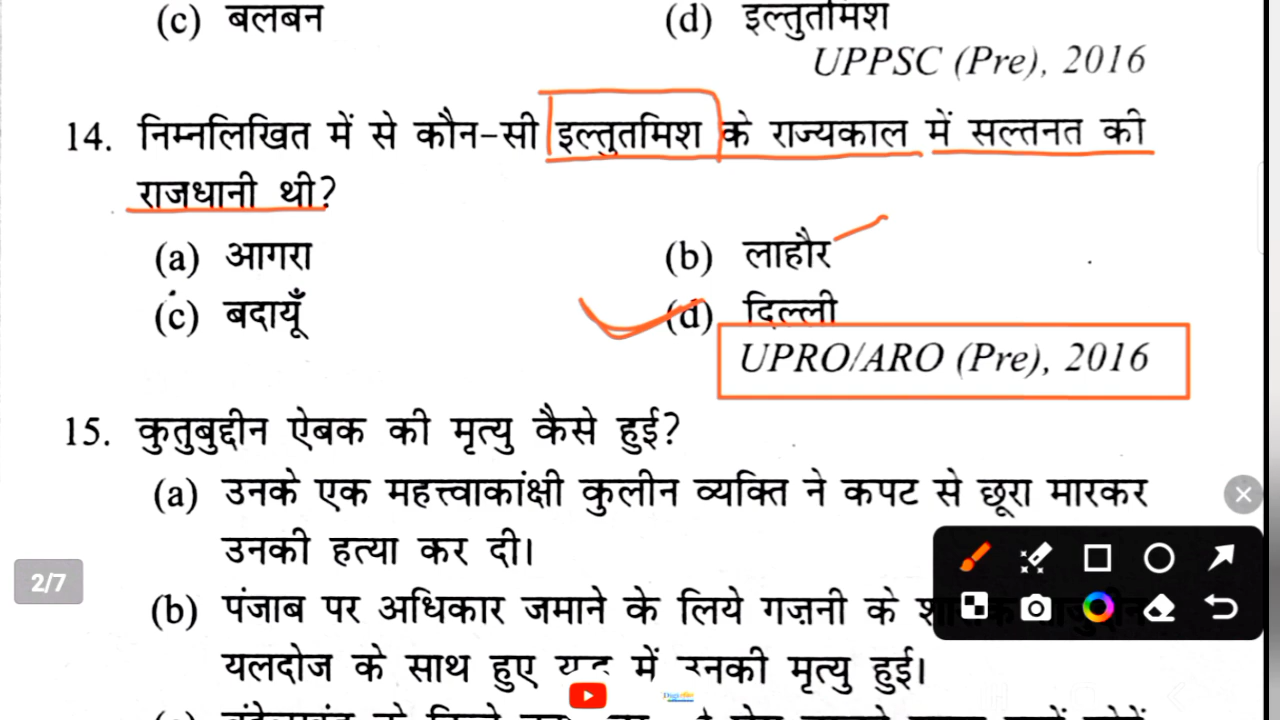 (c) बलबन (d) इल्तुतमिश
UPPSC (Pre), 2016
14. निम्नलिखित में से कौन-सी इल्तुतमिश के राज्यकाल में सल्तनत की
राजधानी थी?
(a) आगरा (b) लाहौर
(c) बदायूँ (d) दिल्ली
UPRO/ARO (Pre), 2016
15. कुतुबुद्दीन ऐबक की मृत्यु कैसे हुई?
(a) उनके एक महत्त्वाकांक्षी कुलीन व्यक्ति ने कपट से छूरा मारकर
उनकी हत्या कर दी।
2/7
(b) पंजाब पर अधिकार जमाने के लिये गज़नी के
यलदोज के साथ हुए में उनकी मृत्यु हुई।